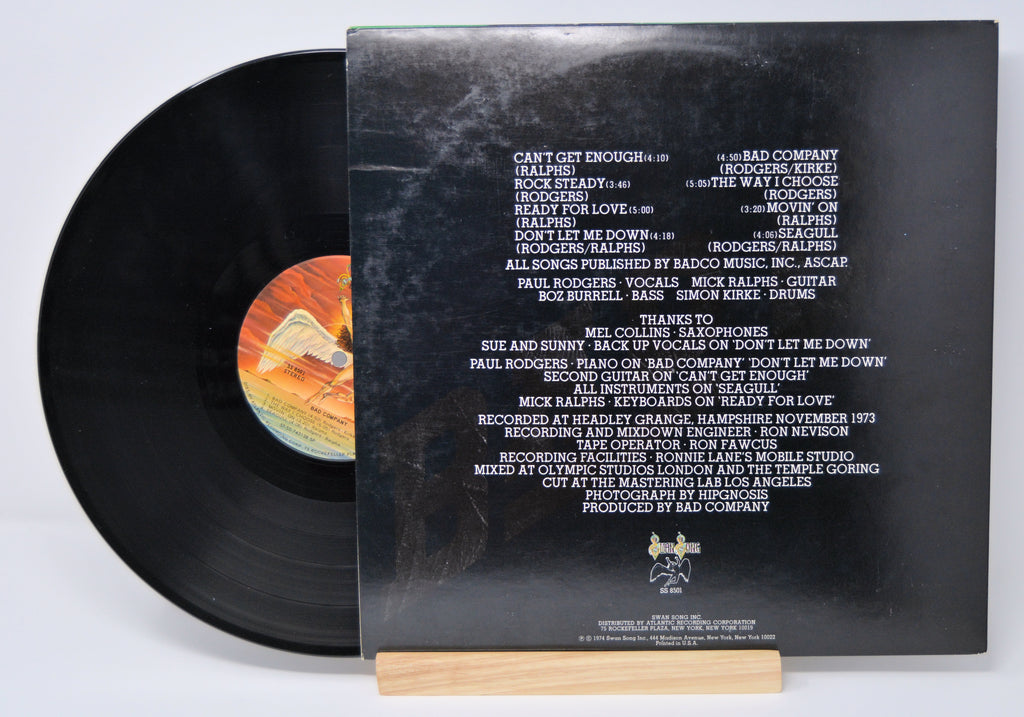 CAN'T GET ENOUGH (4:10)
(RALPHS)
ROCK STEADY (3:46)
(RODGERS)
READY FOR LOVE (5:00)
(RALPHS)
DON'T LET ME DOWN (4:18)
(RODGERS/RALPHS)
(4:50) BAD COMPANY
(RODGERS/KIRKE)
(5:05) THE WAY I CHOOSE
(RODGERS)
(3:20) MOVIN' ON
(RALPHS)
(4:06) SEAGULL
(RODGERS/RALPHS)
ALL SONGS PUBLISHED BY BADCO MUSIC, INC., ASCAP.
PAUL RODGERS · VOCALS MICK RALPHS · GUITAR
BOZ BURRELL · BASS SIMON KIRKE · DRUMS
THANKS TO
MEL COLLINS · SAXOPHONES
SUE AND SUNNY · BACK UP VOCALS ON 'DON'T LET ME DOWN'
PAUL RODGERS · PIANO ON 'BAD COMPANY' 'DON'T LET ME DOWN'
SECOND GUITAR ON 'CAN'T GET ENOUGH'
ALL INSTRUMENTS ON 'SEAGULL'
MICK RALPHS · KEYBOARDS ON 'READY FOR LOVE'
RECORDED AT HEADLEY GRANGE, HAMPSHIRE NOVEMBER 1973
RECORDING AND MIXDOWN ENGINEER · RON NEVISON
TAPE OPERATOR · RON FAWCUS
RECORDING FACILITIES · RONNIE LANE'S MOBILE STUDIO
MIXED AT OLYMPIC STUDIOS LONDON AND THE TEMPLE GORING
CUT AT THE MASTERING LAB LOS ANGELES
PHOTOGRAPH BY HIPGNOSIS
PRODUCED BY BAD COMPANY
SWAN SONG
SS 8501
SWAN SONG INC.
DISTRIBUTED BY ATLANTIC RECORDING CORPORATION
75 ROCKEFELLER PLAZA, NEW YORK, NEW YORK 10019
℗ © 1974 Swan Song Inc., 444 Madison Avenue, New York, New York 10022
Printed in U.S.A.
SS 8501
STEREO
BAD COMPANY